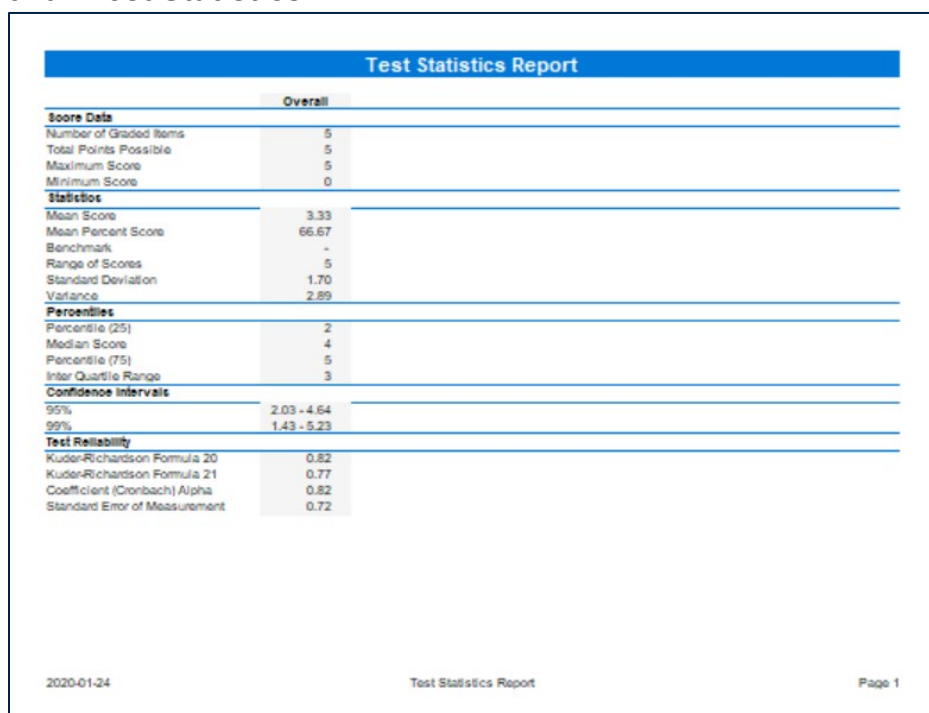 Test Statistics Report
Overall
Score Data
Number of Graded Items 5
Total Points Possible 5
Maximum Score 5
Minimum Score 0
Statistics
Mean Score 3.33
Mean Percent Score 66.67
Benchmark -
Range of Scores 5
Standard Deviation 1.70
Variance 2.89
Percentiles
Percentile (25) 2
Median Score 4
Percentile (75) 5
Inter Quartile Range 3
Confidence Intervals
95% 2.03 - 4.64
99% 1.43 - 5.23
Test Reliability
Kuder-Richardson Formula 20 0.82
Kuder-Richardson Formula 21 0.77
Coefficient (Cronbach) Alpha 0.82
Standard Error of Measurement 0.72
2020-01-24 Test Statistics Report Page 1